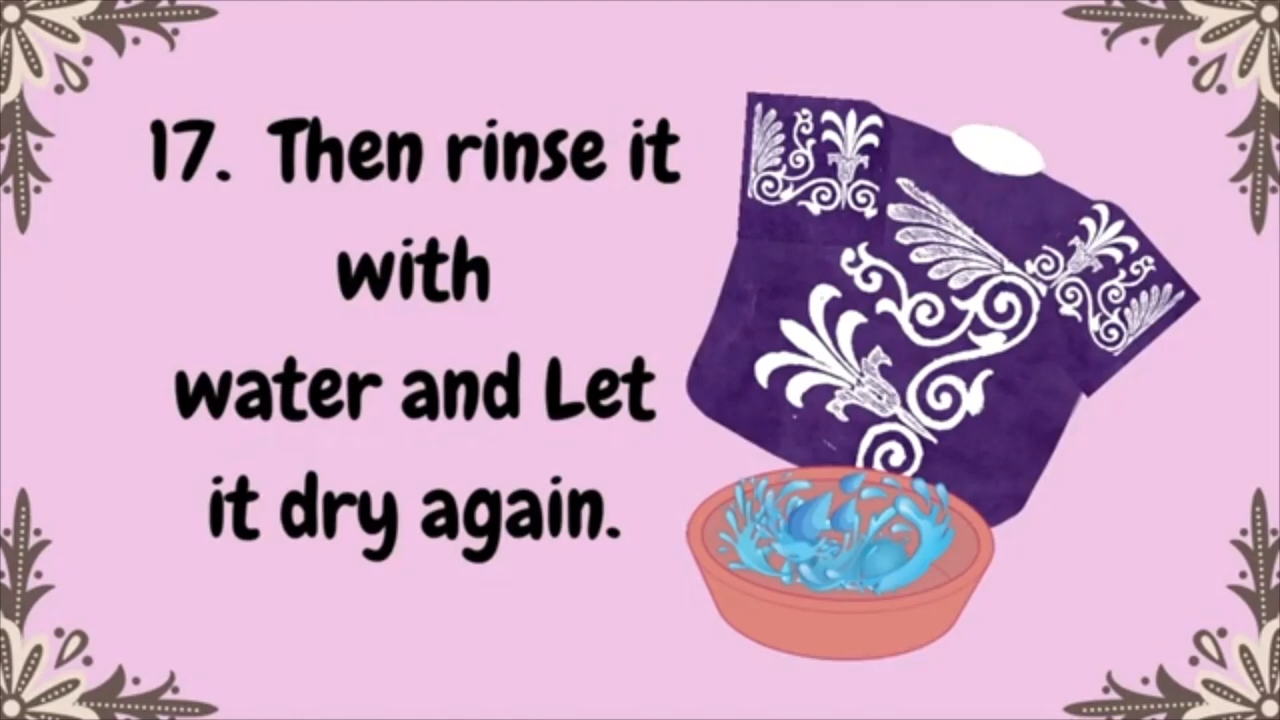 17. Then rinse it
with
water and Let
it dry again.